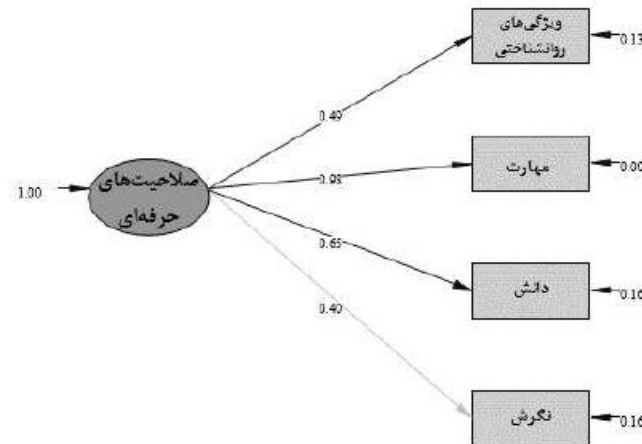 ویژگی‌های
روانشناختی
0.13
0.49
مهارت
0.00
0.98
صلاحیت‌های
حرفه‌ای
1.00
0.65
دانش
0.16
0.40
نگرش
0.16